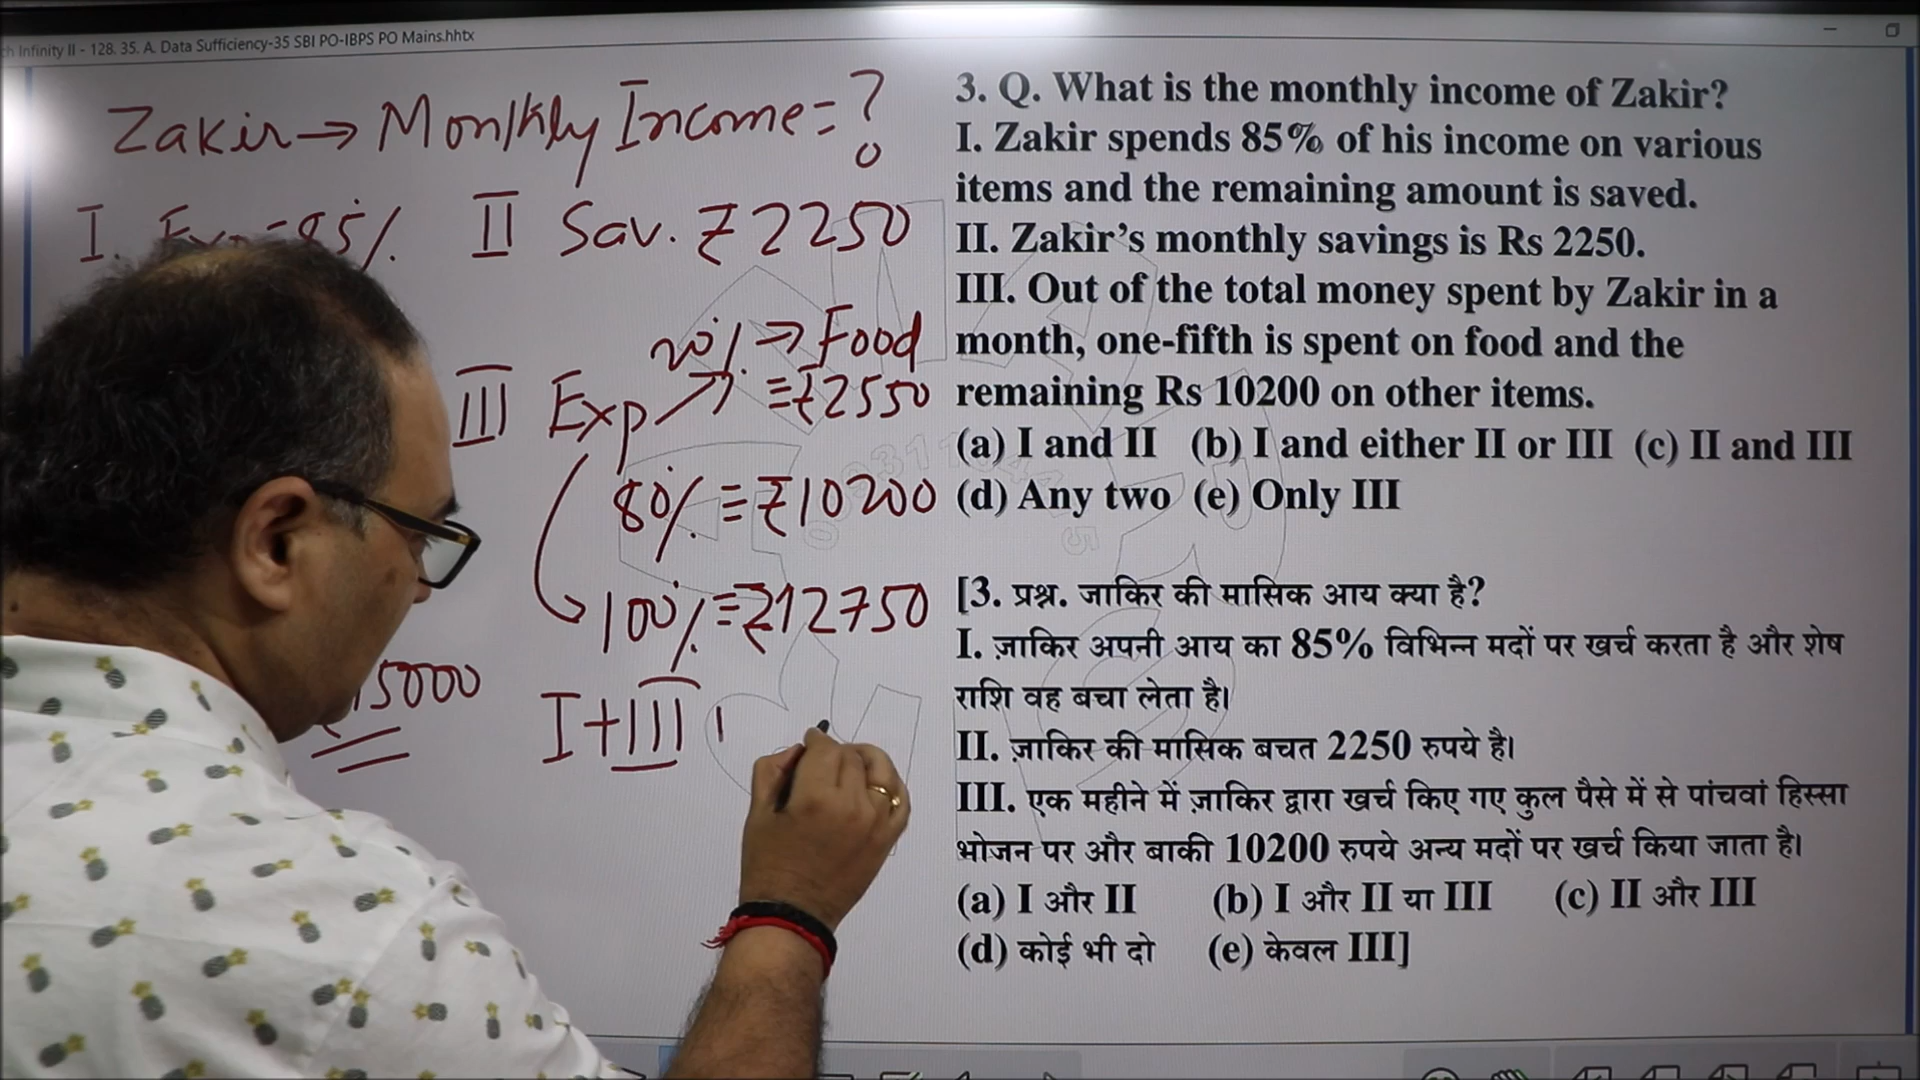 Infinity II - 128. 35. A. Data Sufficiency-35 SBI PO-IBPS PO Mains.hhtx
Zakir → Monthly Income = ?
I. Exp = 85%. II Sav. ₹2250
20% → Food
III Exp ≡ ₹2550
80% ≡ ₹10200
100% ≡ ₹12750
15000
I + III
3. Q. What is the monthly income of Zakir?
I. Zakir spends 85% of his income on various
items and the remaining amount is saved.
II. Zakir’s monthly savings is Rs 2250.
III. Out of the total money spent by Zakir in a
month, one-fifth is spent on food and the
remaining Rs 10200 on other items.
(a) I and II (b) I and either II or III (c) II and III
(d) Any two (e) Only III
[3. प्रश्न. जाकिर की मासिक आय क्या है?
I. ज़ाकिर अपनी आय का 85% विभिन्न मदों पर खर्च करता है और शेष
राशि वह बचा लेता है।
II. ज़ाकिर की मासिक बचत 2250 रुपये है।
III. एक महीने में ज़ाकिर द्वारा खर्च किए गए कुल पैसे में से पांचवां हिस्सा
भोजन पर और बाकी 10200 रुपये अन्य मदों पर खर्च किया जाता है।
(a) I और II (b) I और II या III (c) II और III
(d) कोई भी दो (e) केवल III]